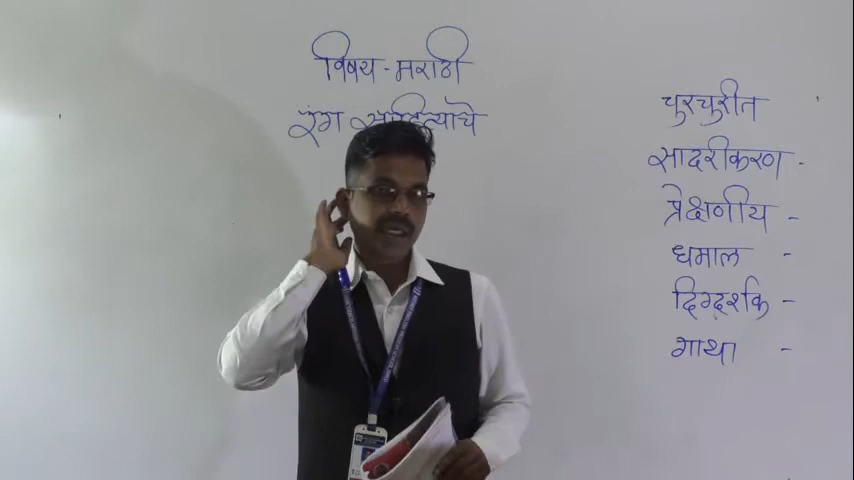 विषय - मराठी
रंग साहित्याचे
चुरचुरीत
सादरीकरण -
प्रेक्षणीय -
धमाल -
दिग्दर्शक -
गाथा -